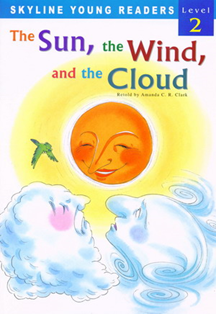 SKYLINE YOUNG READERS Level 2
The Sun, the Wind,
and the Cloud
Retold by Amanda C. R. Clark